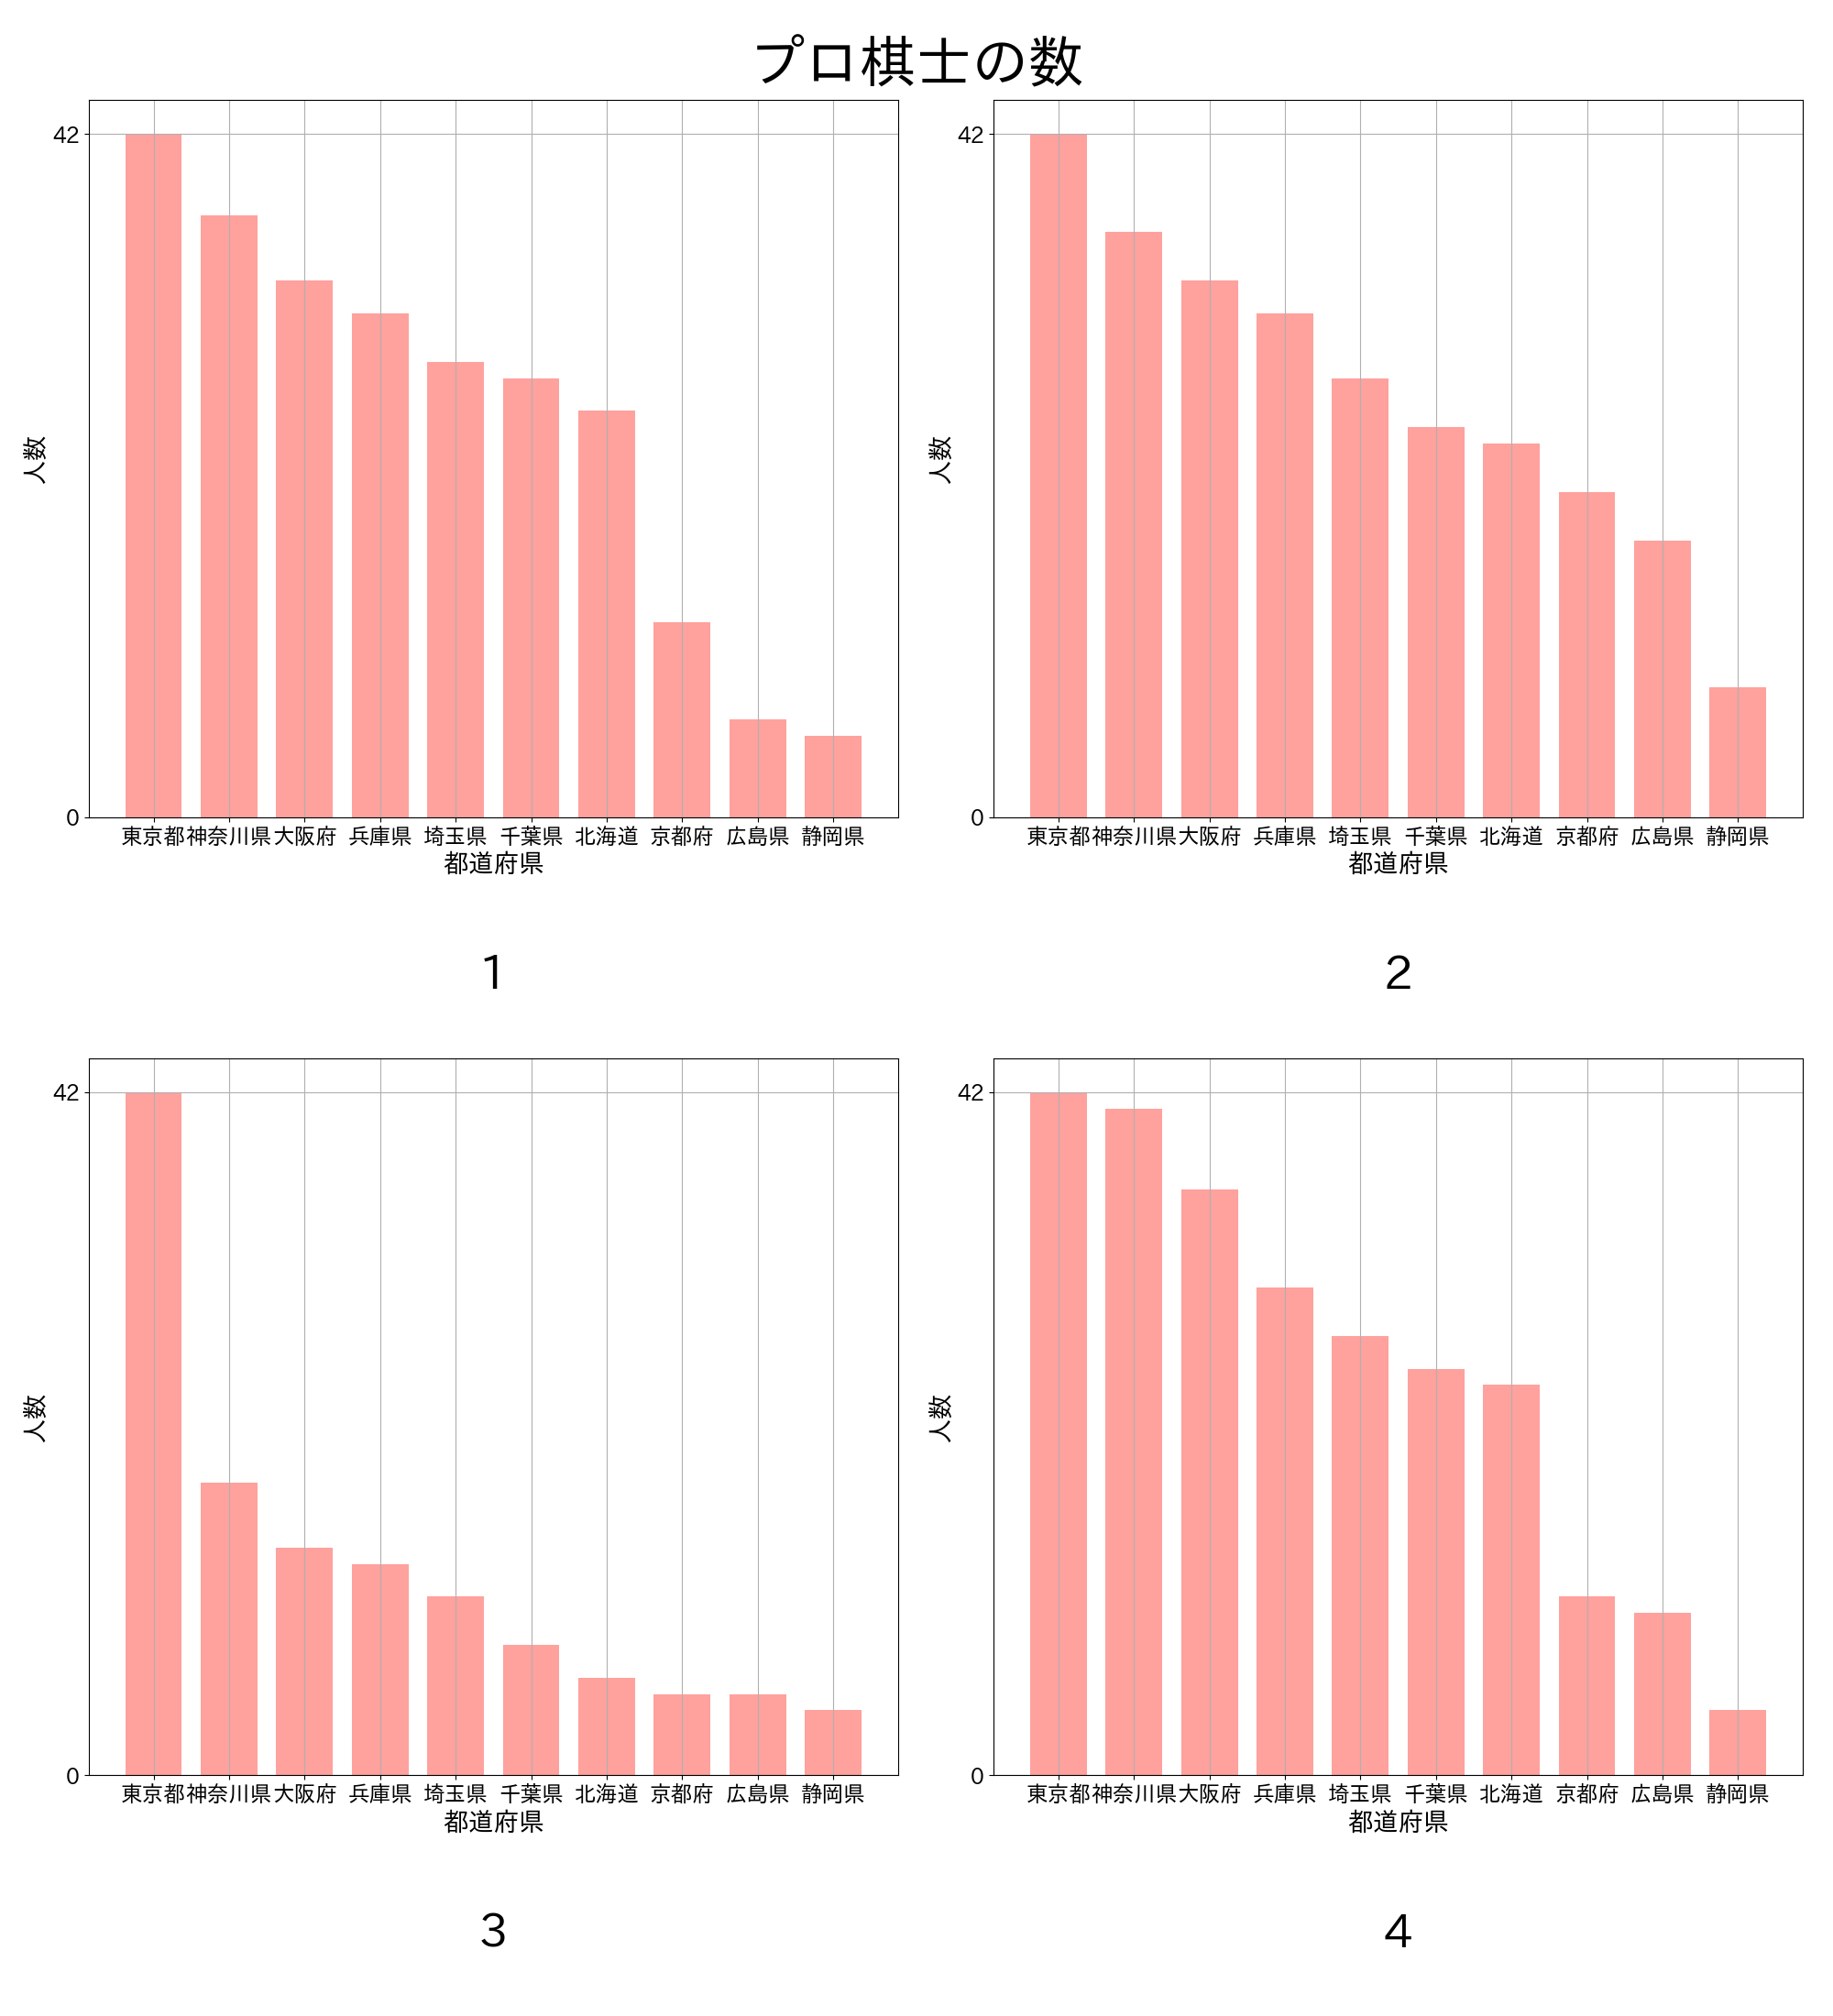 プロ棋士の数
42
0
人数
東京都 神奈川県 大阪府 兵庫県 埼玉県 千葉県 北海道 京都府 広島県 静岡県
都道府県
1
42
0
人数
東京都 神奈川県 大阪府 兵庫県 埼玉県 千葉県 北海道 京都府 広島県 静岡県
都道府県
2
42
0
人数
東京都 神奈川県 大阪府 兵庫県 埼玉県 千葉県 北海道 京都府 広島県 静岡県
都道府県
3
42
0
人数
東京都 神奈川県 大阪府 兵庫県 埼玉県 千葉県 北海道 京都府 広島県 静岡県
都道府県
4